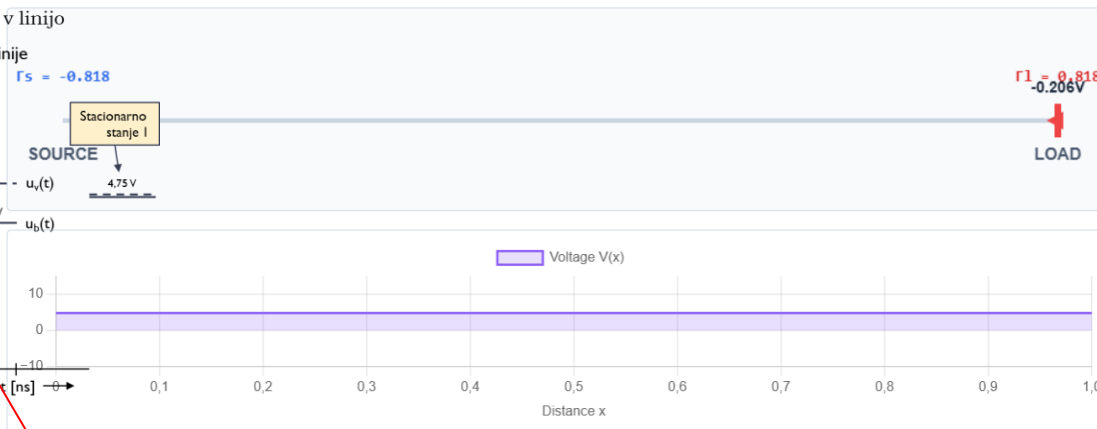 v linijo
inije
Γs = -0.818
Γl = 0.818
-0.206V
Stacionarno
stanje 1
SOURCE
LOAD
4,75 V
uv(t)
ub(t)
Voltage V(x)
10
0
-10
t [ns]
0
0,1
0,2
0,3
0,4
0,5
0,6
0,7
0,8
0,9
1,0
Distance x